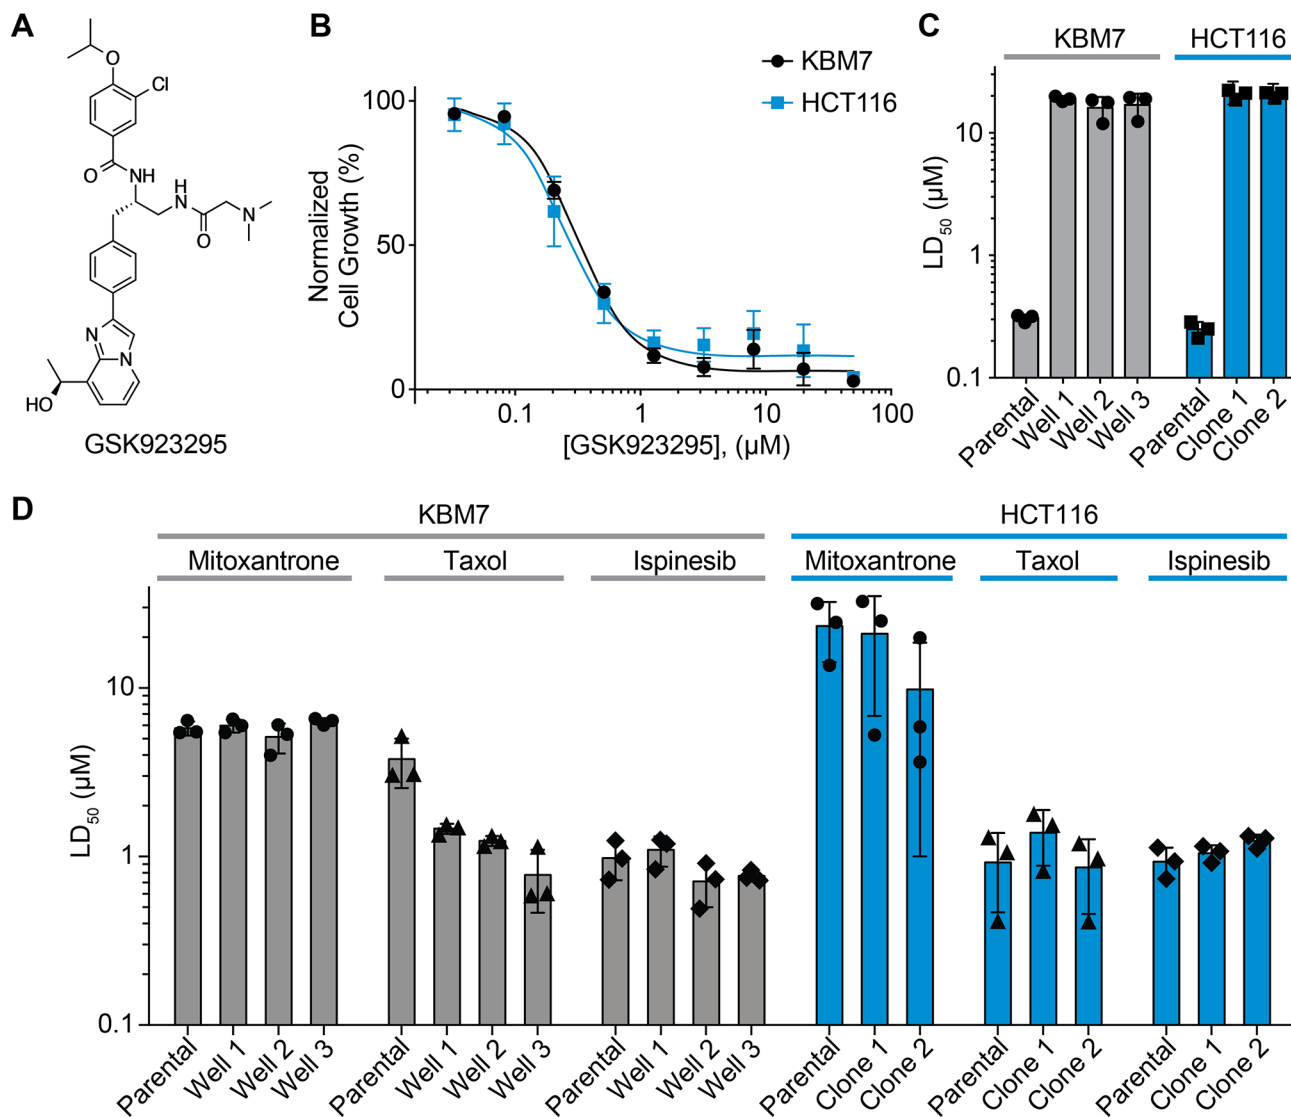 A
Cl
O
O
NH
H
N
O
N
N
N
HO
GSK923295
B
KBM7
HCT116
Normalized
Cell Growth (%)
100
50
0
0.1
1
10
100
[GSK923295], (µM)
C
KBM7
HCT116
LD50 (µM)
10
1
0.1
Parental
Well 1
Well 2
Well 3
Parental
Clone 1
Clone 2
D
KBM7
HCT116
Mitoxantrone
Taxol
Ispinesib
Mitoxantrone
Taxol
Ispinesib
LD50 (µM)
10
1
0.1
Parental
Well 1
Well 2
Well 3
Parental
Well 1
Well 2
Well 3
Parental
Well 1
Well 2
Well 3
Parental
Clone 1
Clone 2
Parental
Clone 1
Clone 2
Parental
Clone 1
Clone 2